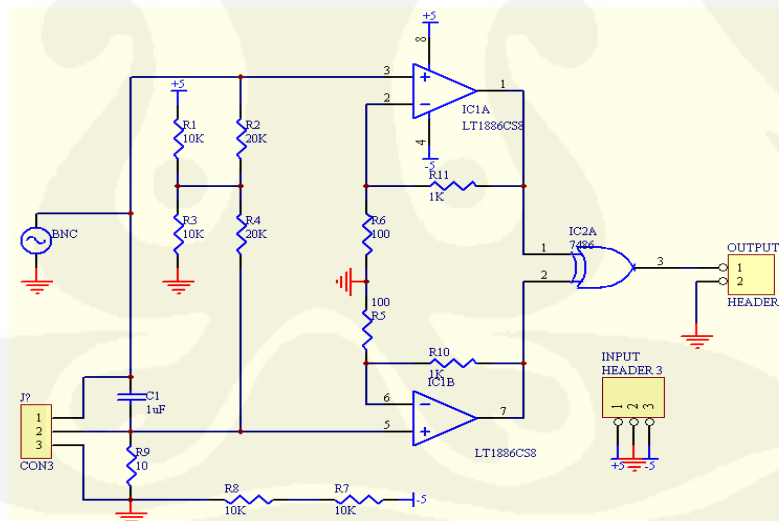 +5
8
3
1
2
IC1A
LT1886CS8
4
-5
+5
R1
10K
R2
20K
R11
1K
R3
10K
R4
20K
R6
100
BNC
IC2A
7486
1
2
3
OUTPUT
1
2
HEADER
100
R5
R10
1K
IC1B
6
5
7
LT1886CS8
INPUT
HEADER 3
1 2 3
+5 -5
J?
1
2
3
CON3
C1
1uF
R9
10
R8
10K
R7
10K
-5